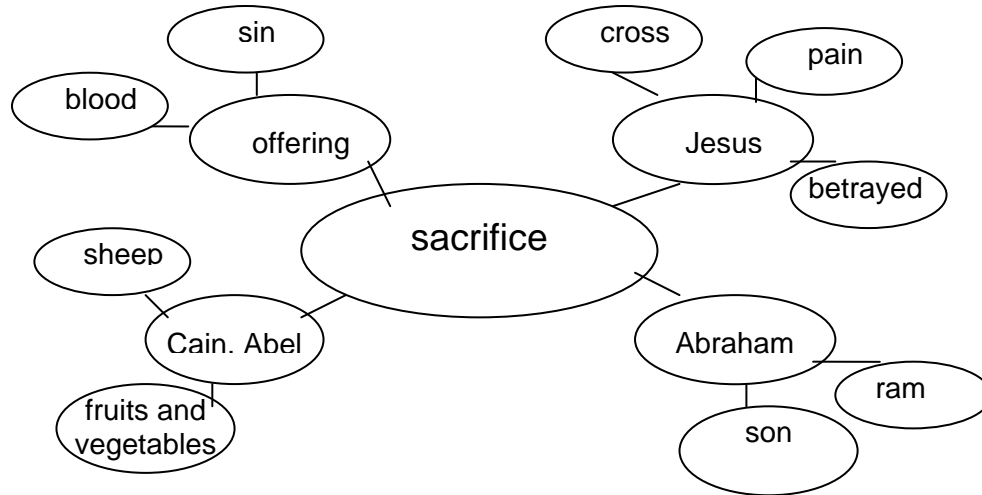 sin
cross
pain
blood
offering
Jesus
betrayed
sacrifice
sheep
Cain, Abel
Abraham
ram
fruits and
vegetables
son